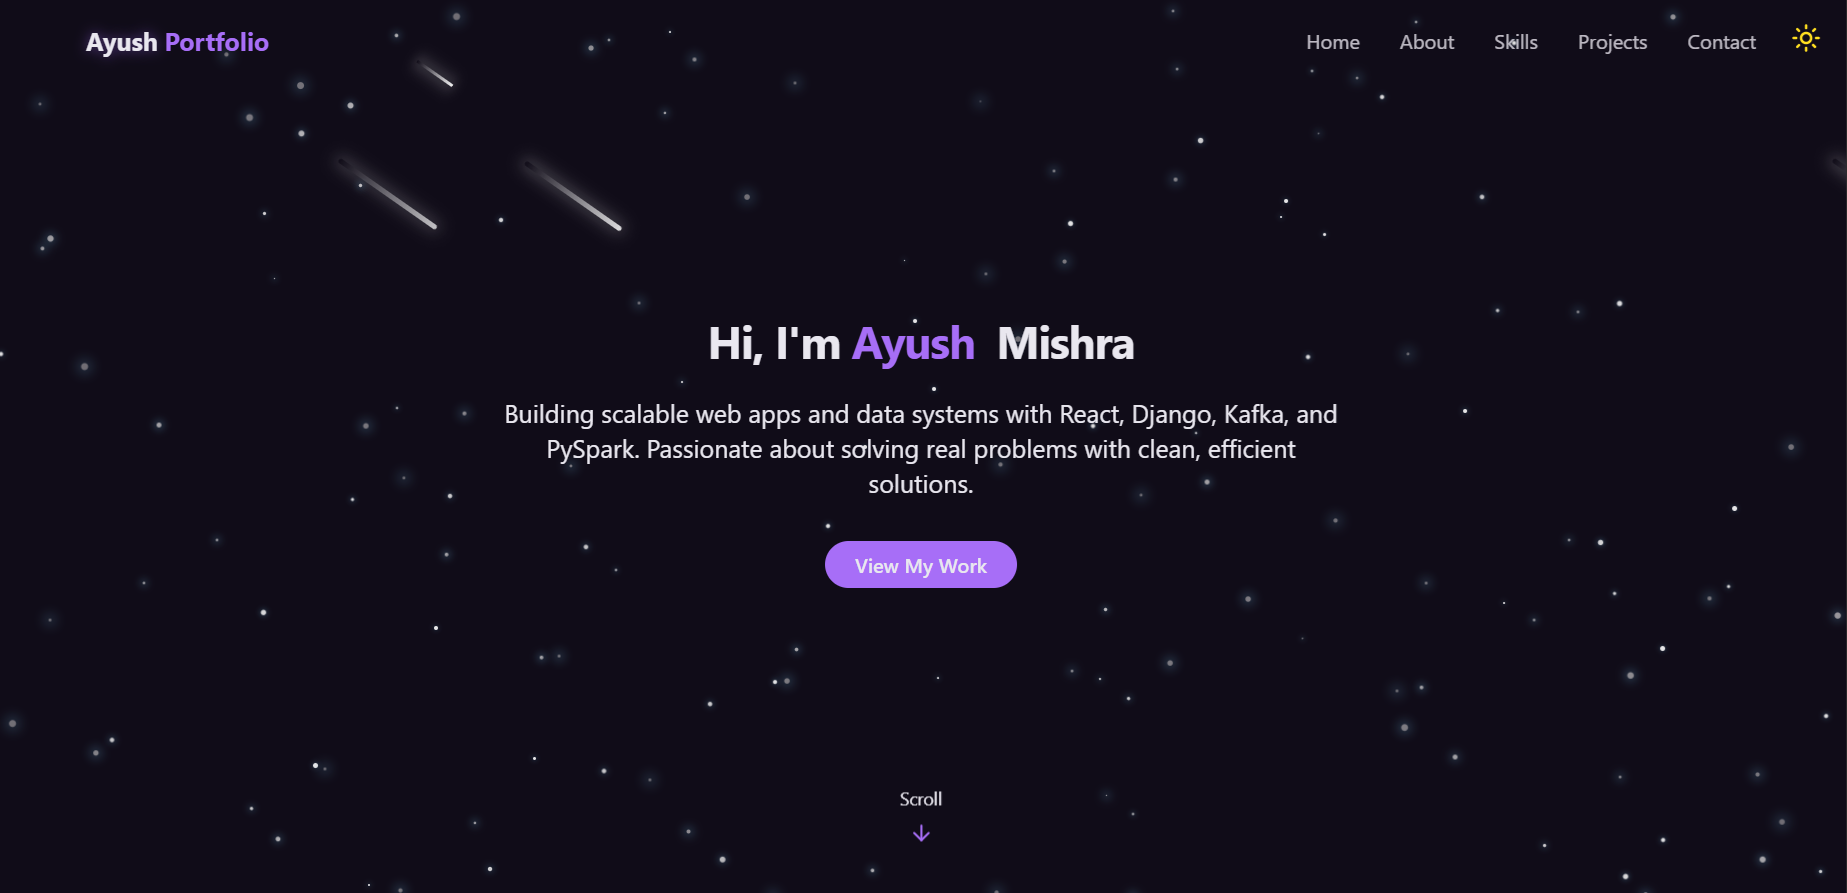 Ayush Portfolio
Home About Skills Projects Contact
Hi, I'm Ayush Mishra
Building scalable web apps and data systems with React, Django, Kafka, and
PySpark. Passionate about solving real problems with clean, efficient
solutions.
View My Work
Scroll